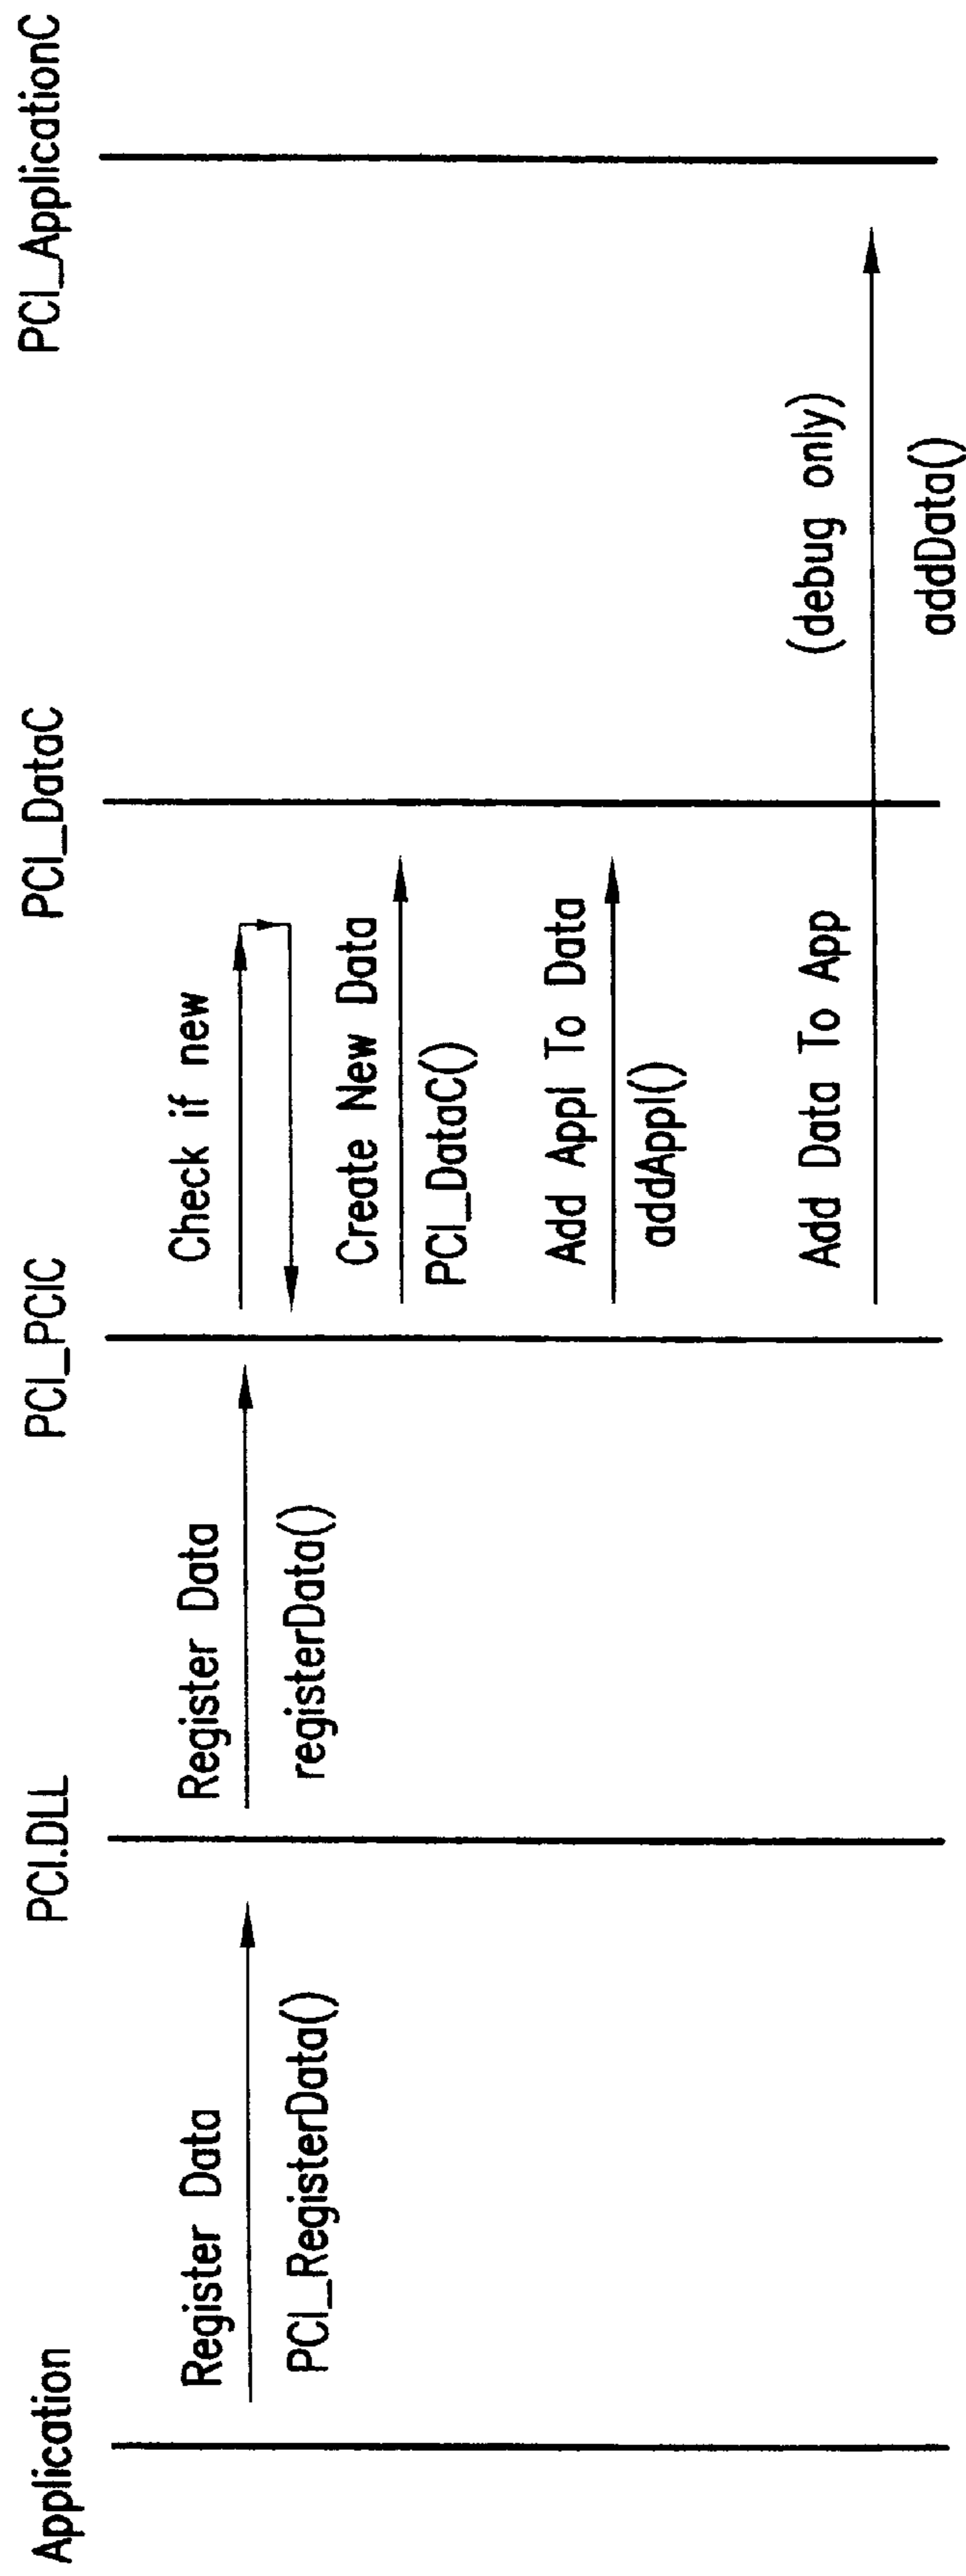 Application
PCI.DLL
PCI_PCIC
PCI_DataC
PCI_ApplicationC
Register Data
PCI_RegisterData()
Register Data
registerData()
Check if new
Create New Data
PCI_DataC()
Add Appl To Data
addAppl()
Add Data To App
(debug only)
addData()